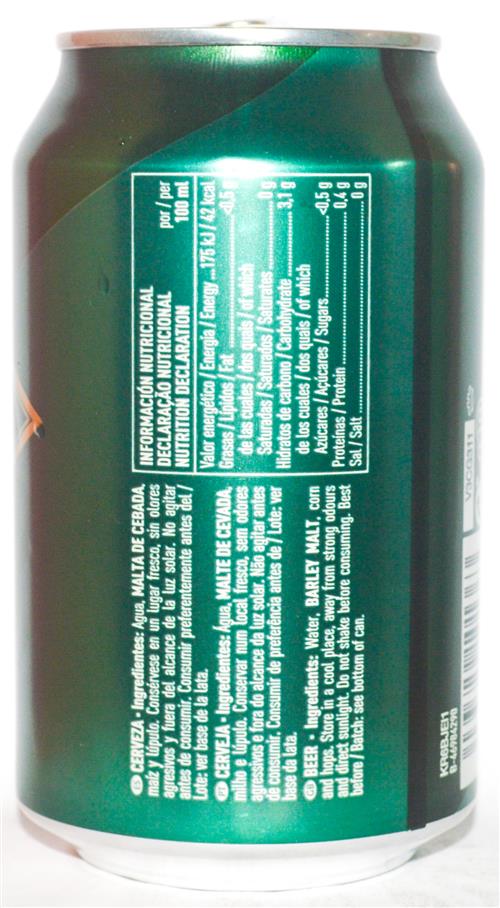 INFORMACIÓN NUTRICIONAL
DECLARAÇÃO NUTRICIONAL
NUTRITION DECLARATION
por / per
100 ml
Valor energético / Energia / Energy ...175 kJ / 42 kcal
Grasas / Lípidos / Fat ... <0,5 g
de las cuales / dos quais / of which
Saturadas / Saturados / Saturates ... 0 g
Hidratos de carbono / Carbohydrate ... 3,1 g
de los cuales / dos quais / of which
Azúcares / Açúcares / Sugars ... <0,5 g
Proteínas / Protein ... 0,4 g
Sal / Salt ... 0 g
CERVEZA · Ingredientes: Agua, MALTA DE CEBADA,
maíz y lúpulo. Consérvese en un lugar fresco, sin olores
agresivos y fuera del alcance de la luz solar. No agitar
antes de consumir. Consumir preferentemente antes del /
Lote: ver base de la lata.
CERVEJA · Ingredientes: Água, MALTE DE CEVADA,
milho e lúpulo. Conservar num local fresco, sem odores
agressivos e fora do alcance da luz solar. Não agitar antes
de consumir. Consumir de preferência antes de / Lote: ver
base da lata.
BEER · Ingredients: Water, BARLEY MALT, corn
and hops. Store in a cool place, away from strong odours
and direct sunlight. Do not shake before consuming. Best
before / Batch: see bottom of can.
V3CG311
KR6BJEI1
B-46984290